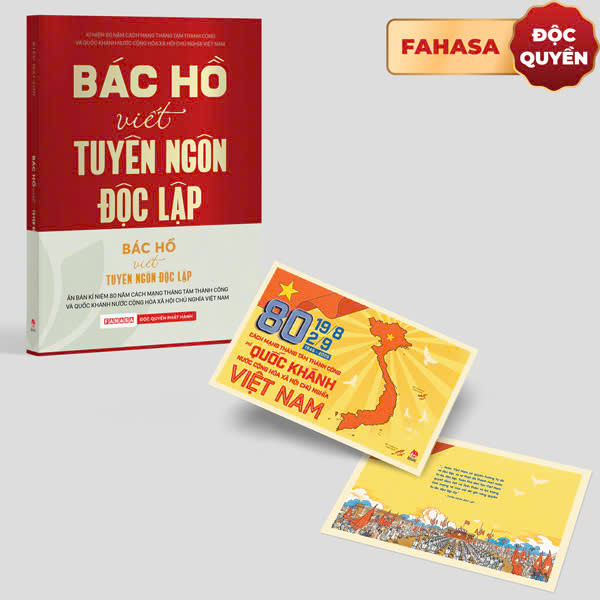 KỈ NIỆM 80 NĂM CÁCH MẠNG THÁNG TÁM THÀNH CÔNG
VÀ QUỐC KHÁNH NƯỚC CỘNG HÒA XÃ HỘI CHỦ NGHĨA VIỆT NAM
BÁC HỒ
viết
TUYÊN NGÔN
ĐỘC LẬP
BÁC HỒ
viết
TUYÊN NGÔN ĐỘC LẬP
ẤN BẢN KỈ NIỆM 80 NĂM CÁCH MẠNG THÁNG TÁM THÀNH CÔNG
VÀ QUỐC KHÁNH NƯỚC CỘNG HÒA XÃ HỘI CHỦ NGHĨA VIỆT NAM
FAHASA ĐỘC QUYỀN PHÁT HÀNH
BÁC HỒ
FAHASA
ĐỘC
QUYỀN
80 19/8
2/9
CÁCH MẠNG THÁNG TÁM THÀNH CÔNG
QUỐC KHÁNH
NƯỚC CỘNG HÒA XÃ HỘI CHỦ NGHĨA
VIỆT NAM